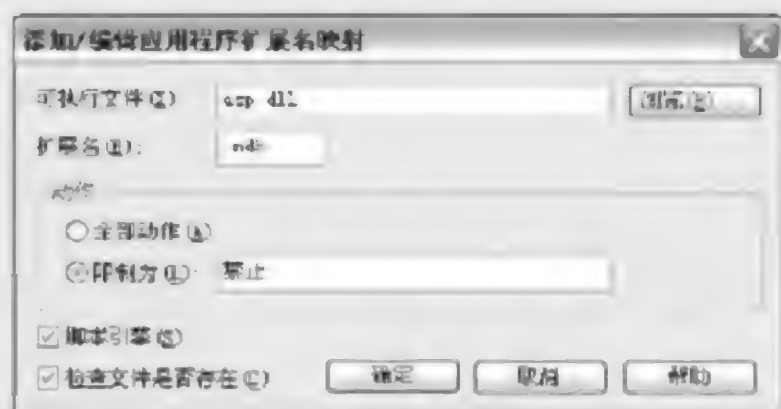 添加/编辑应用程序扩展名映射
可执行文件(X)
asp dll
浏览(R)...
扩展名(E):
mdb
动作
全部动作(A)
限制为(L):
禁止
脚本引擎(S)
检查文件是否存在(C)
确定
取消
帮助